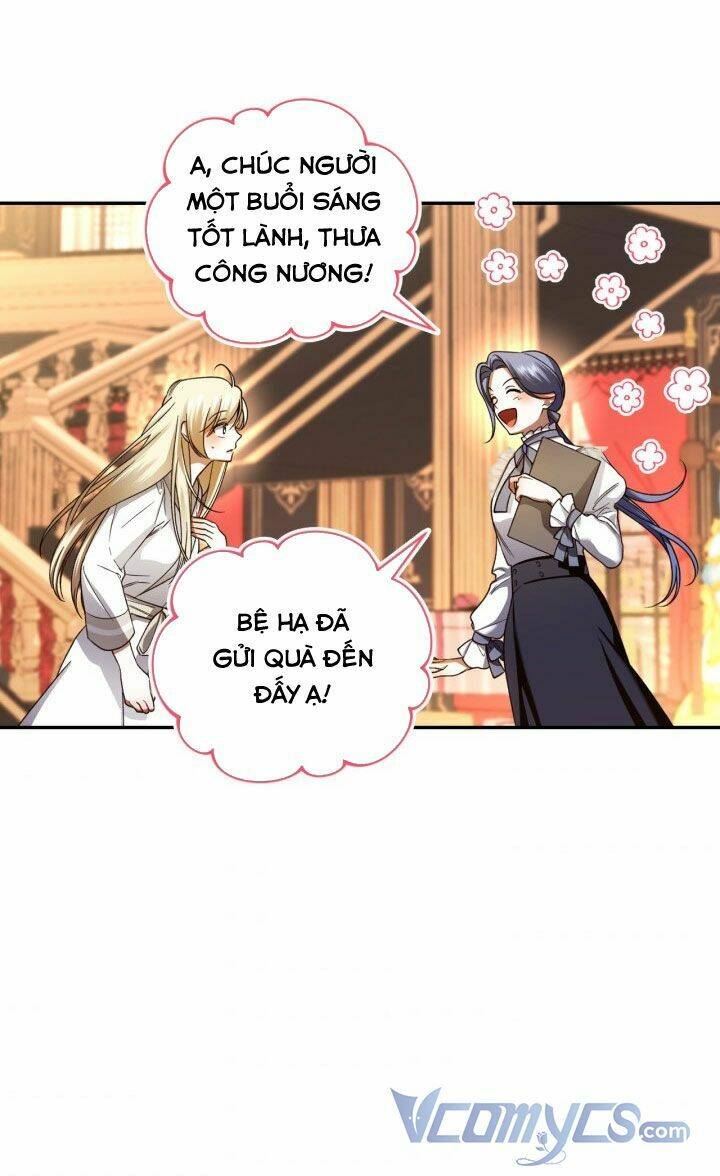 A, CHÚC NGƯỜI
MỘT BUỔI SÁNG
TỐT LÀNH, THƯA
CÔNG NƯƠNG!
BỆ HẠ ĐÃ
GỬI QUÀ ĐẾN
ĐẤY Ạ!
VCOMYCS.com